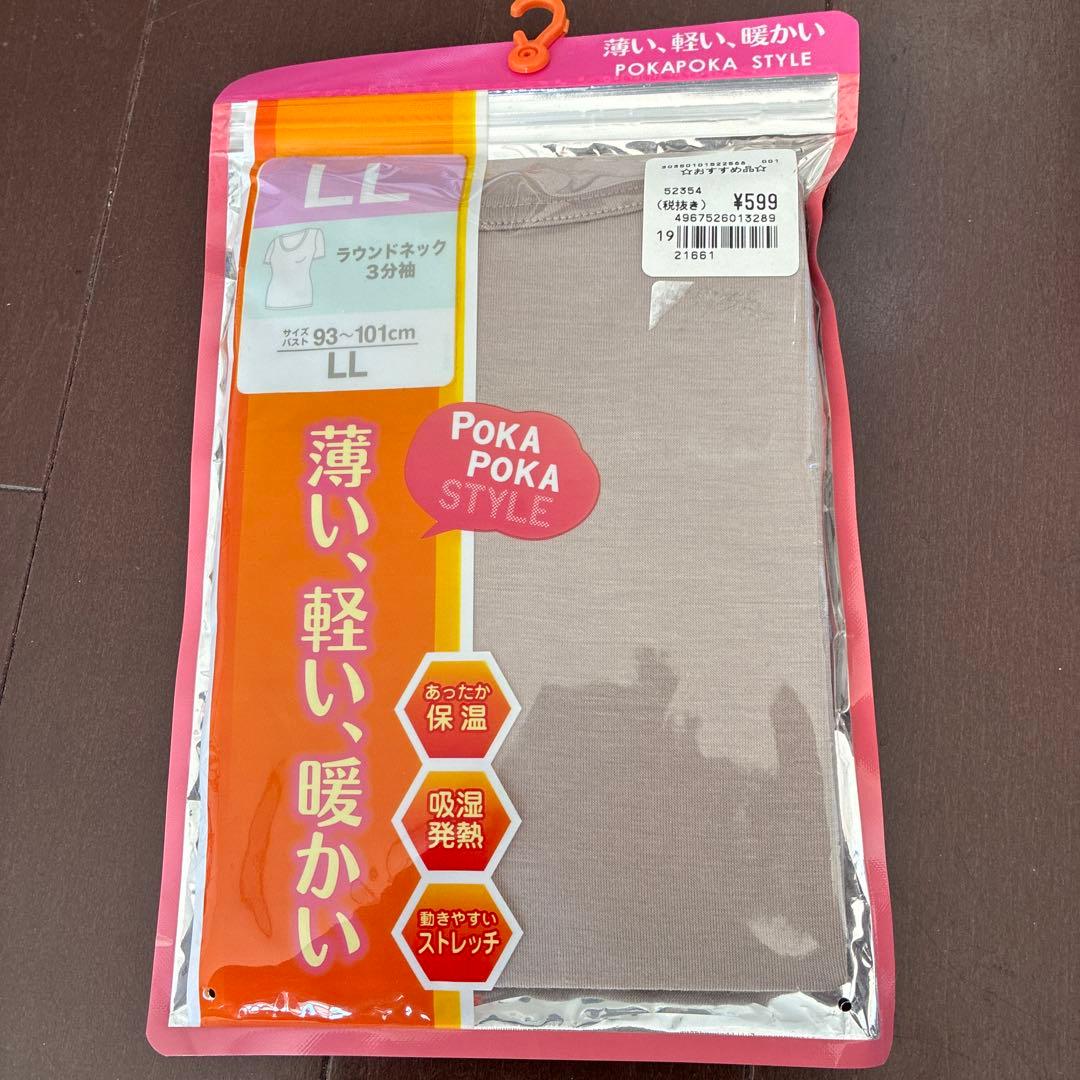 薄い、軽い、暖かい
POKAPOKA STYLE
LL
ラウンドネック
3分袖
サイズ
バスト 93~101cm
LL
30350101522566 001
☆おすすめ品☆
52354
(税抜き) ¥599
4967526013289
19
21661
POKA
POKA
STYLE
薄い、軽い、暖かい
あったか
保温
吸湿
発熱
動きやすい
ストレッチ